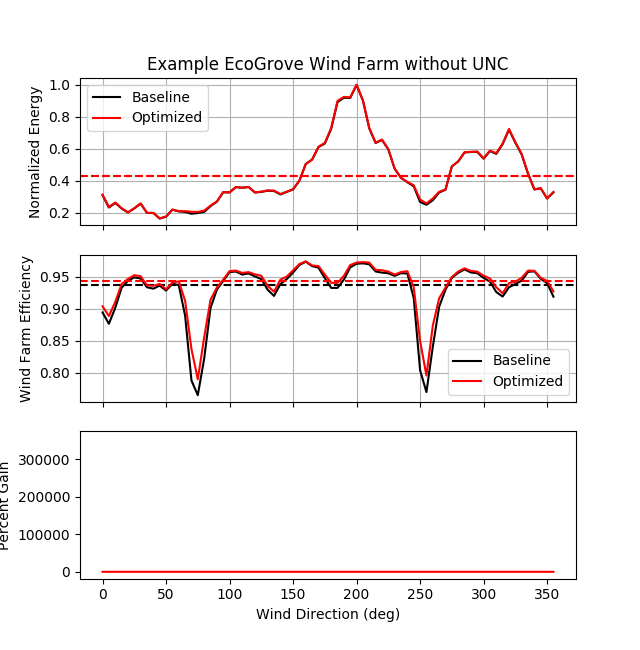 Example EcoGrove Wind Farm without UNC
Normalized Energy
1.0
0.8
0.6
0.4
0.2
Baseline
Optimized
Wind Farm Efficiency
0.95
0.90
0.85
0.80
Baseline
Optimized
Percent Gain
300000
200000
100000
0
0 50 100 150 200 250 300 350
Wind Direction (deg)